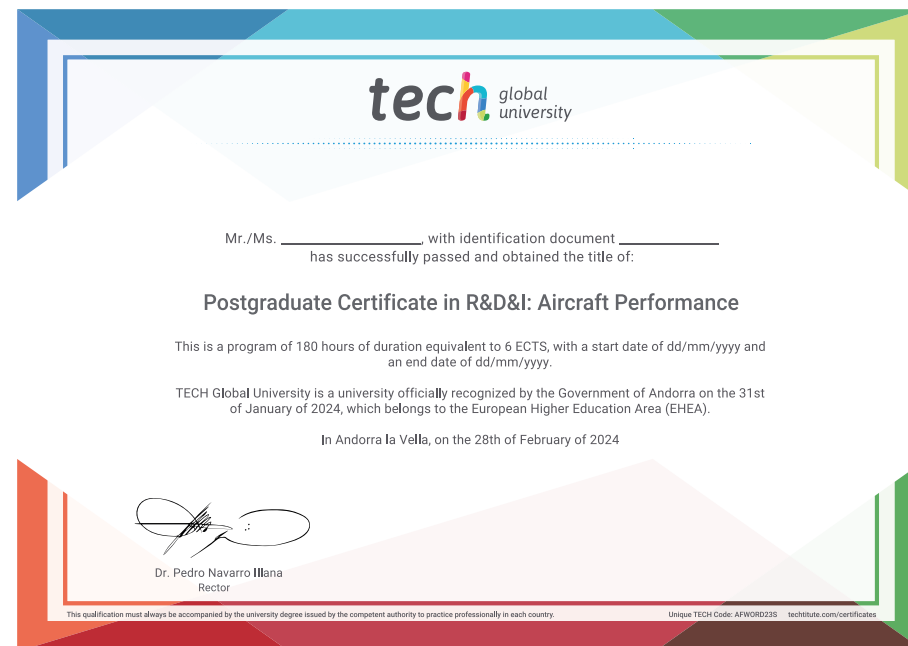 tech global university
Mr./Ms. ____________, with identification document ____________
has successfully passed and obtained the title of:
Postgraduate Certificate in R&D&I: Aircraft Performance
This is a program of 180 hours of duration equivalent to 6 ECTS, with a start date of dd/mm/yyyy and
an end date of dd/mm/yyyy.
TECH Global University is a university officially recognized by the Government of Andorra on the 31st
of January of 2024, which belongs to the European Higher Education Area (EHEA).
In Andorra la Vella, on the 28th of February of 2024
Dr. Pedro Navarro Illana
Rector
This qualification must always be accompanied by the university degree issued by the competent authority to practice professionally in each country.
Unique TECH Code: AFWORD23S techtitute.com/certificates